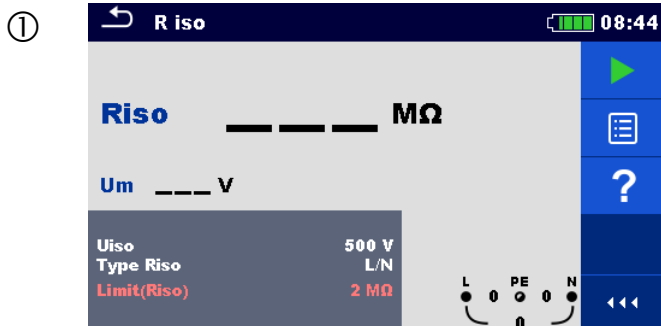 ①
R iso 08:44
Riso _ _ _ MΩ
Um _ _ _ V
?
Uiso 500 V
Type Riso L/N
Limit(Riso) 2 MΩ
L PE N
0 0
0